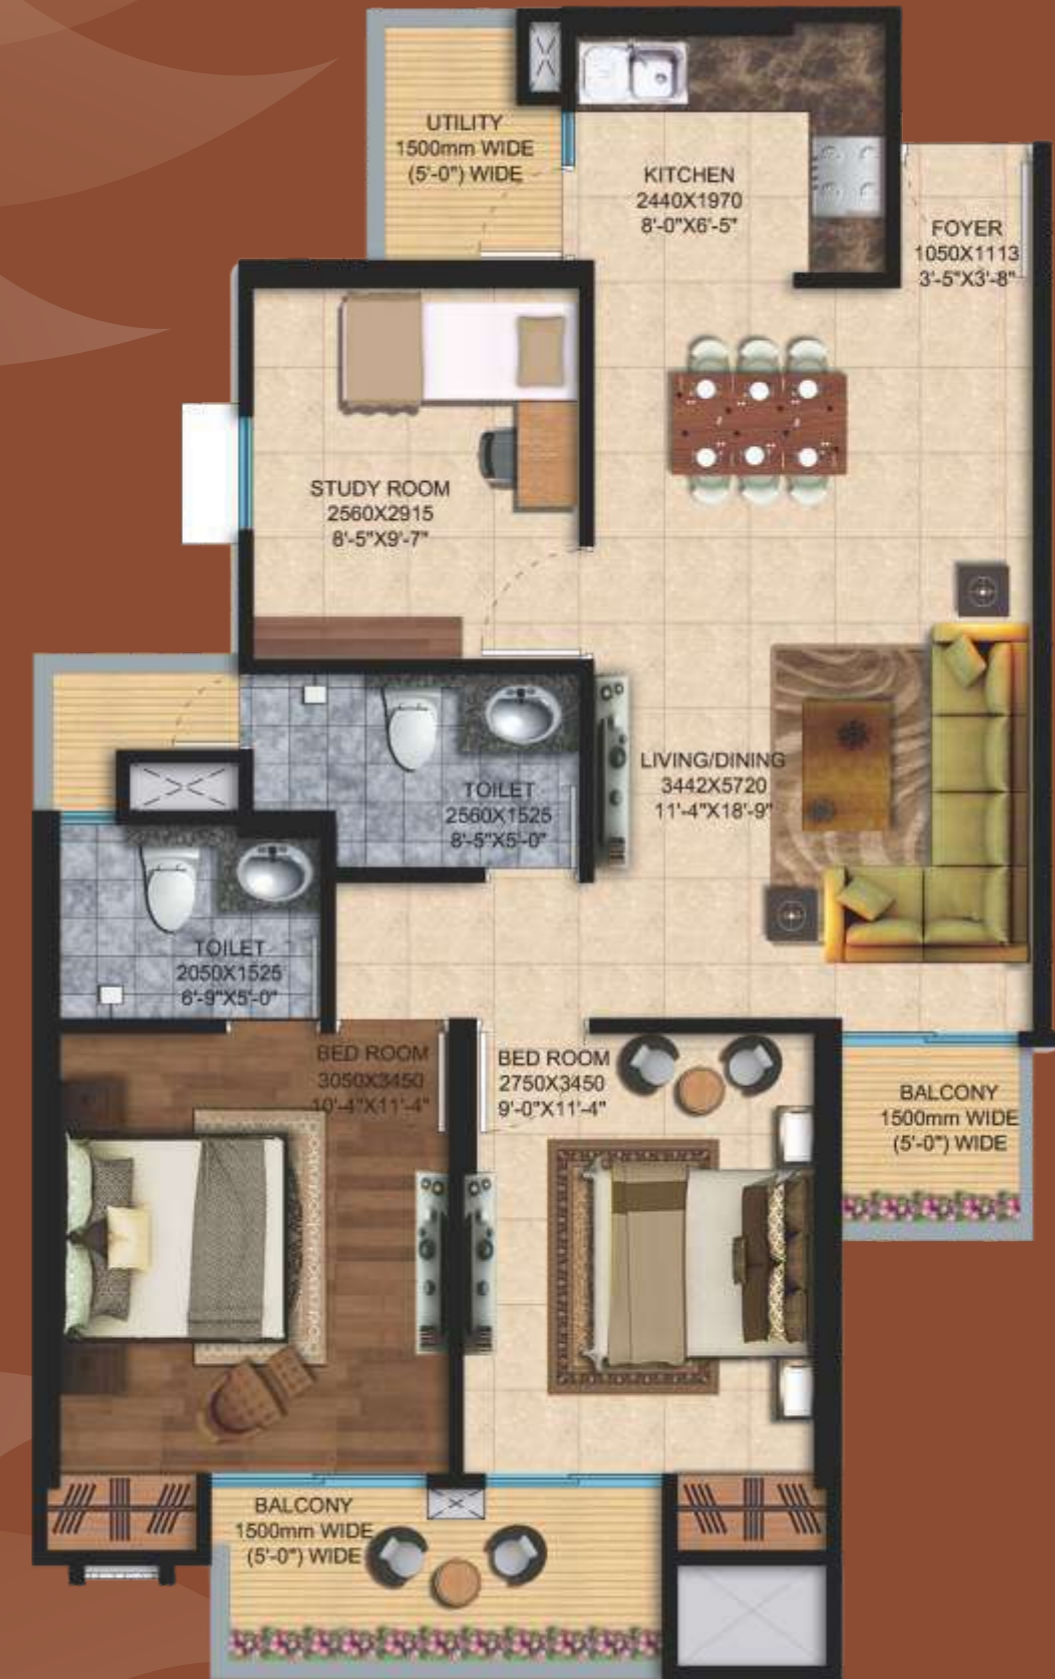 UTILITY
1500mm WIDE
(5'-0") WIDE
KITCHEN
2440X1970
8'-0"X6'-5"
FOYER
1050X1113
3'-5"X3'-8"
STUDY ROOM
2560X2915
8'-5"X9'-7"
LIVING/DINING
3442X5720
11'-4"X18'-9"
TOILET
2560X1525
8'-5"X5'-0"
TOILET
2050X1525
6'-9"X5'-0"
BED ROOM
3050X3450
10'-4"X11'-4"
BED ROOM
2750X3450
9'-0"X11'-4"
BALCONY
1500mm WIDE
(5'-0") WIDE
BALCONY
1500mm WIDE
(5'-0") WIDE